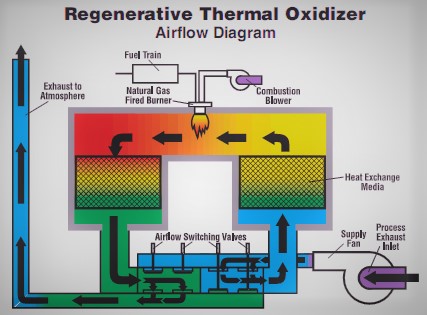 Regenerative Thermal Oxidizer
Airflow Diagram
Fuel Train
Exhaust to
Atmosphere
Natural Gas
Fired Burner
Combustion
Blower
Heat Exchange
Media
Airflow Switching Valves
Supply
Fan
Process
Exhaust
Inlet